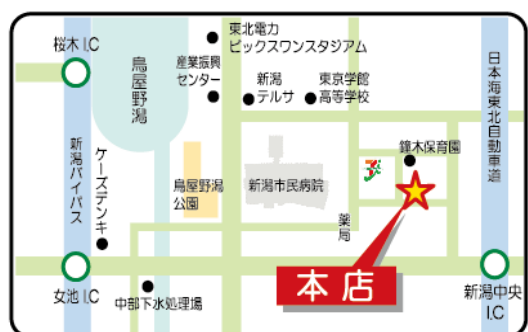 東北電力
ビックスワンスタジアム
桜木 I.C
産業振興
センター
新潟
テルサ
東京学館
高等学校
鳥屋野潟
日本海東北自動車道
新潟バイパス
ケーズデンキ
鐘木保育園
鳥屋野潟
公園
新潟市民病院
薬局
本店
女池 I.C
中部下水処理場
新潟中央
I.C